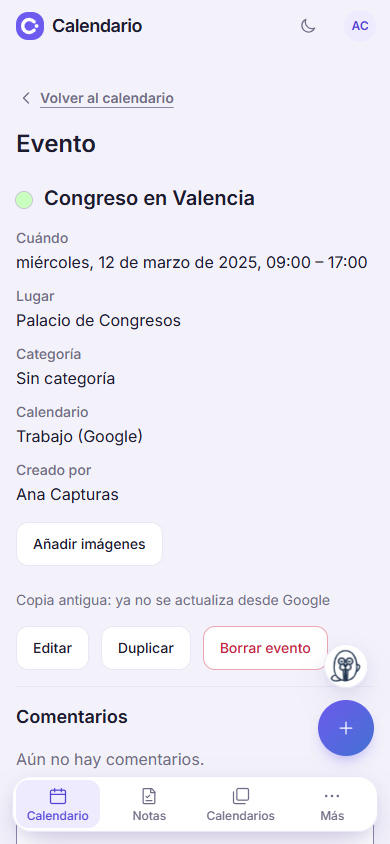 Calendario
AC
Volver al calendario
Evento
Congreso en Valencia
Cuándo
miércoles, 12 de marzo de 2025, 09:00 – 17:00
Lugar
Palacio de Congresos
Categoría
Sin categoría
Calendario
Trabajo (Google)
Creado por
Ana Capturas
Añadir imágenes
Copia antigua: ya no se actualiza desde Google
Editar
Duplicar
Borrar evento
Comentarios
Aún no hay comentarios.
Calendario
Notas
Calendarios
Más